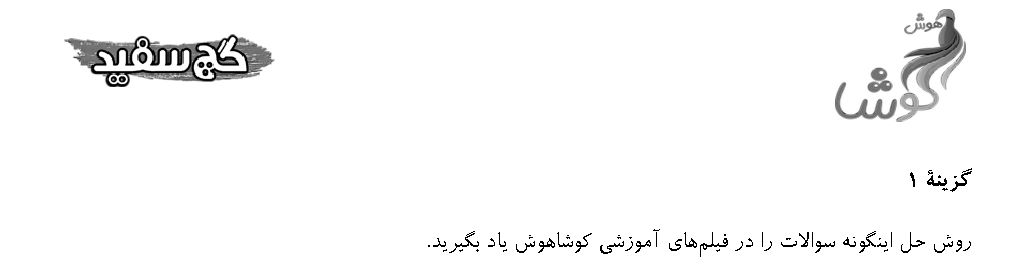 هوش
کوشا
گچ سفید
گزینهٔ ۱
روش حل اینگونه سوالات را در فیلم‌های آموزشی کوشاهوش یاد بگیرید.